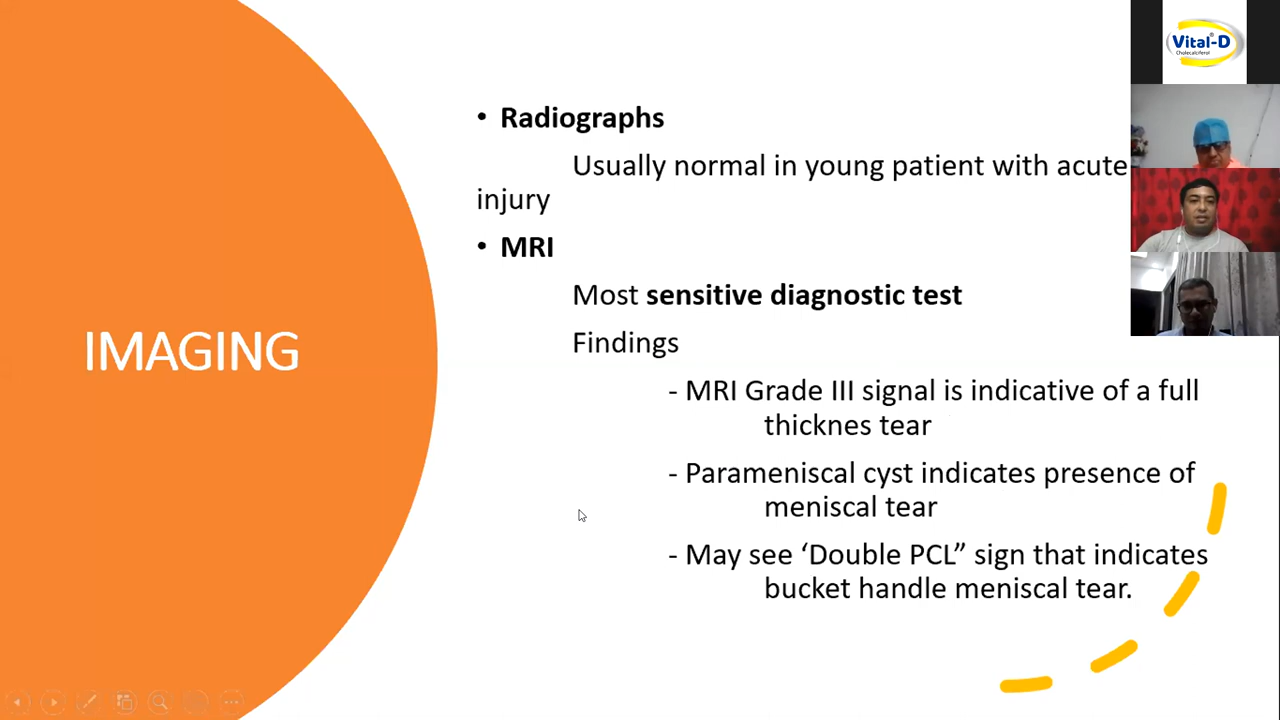 Vital-D
Cholecalciferol
• Radiographs
Usually normal in young patient with acute
injury
• MRI
Most sensitive diagnostic test
Findings
IMAGING
- MRI Grade III signal is indicative of a full
thicknes tear
- Parameniscal cyst indicates presence of
meniscal tear
- May see ‘Double PCL” sign that indicates
bucket handle meniscal tear.